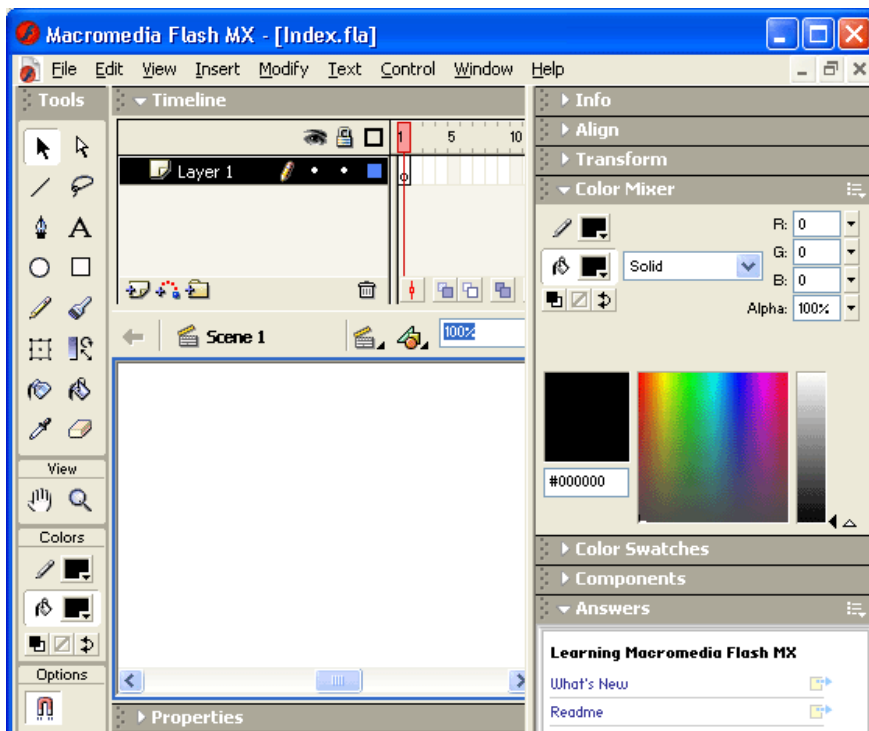 Macromedia Flash MX - [Index.fla]
File Edit View Insert Modify Text Control Window Help
Tools
Timeline
1 5 10
Layer 1
Scene 1
100%
View
Colors
Options
Properties
Info
Align
Transform
Color Mixer
R: 0
Solid
G: 0
B: 0
Alpha: 100%
#000000
Color Swatches
Components
Answers
Learning Macromedia Flash MX
What's New
Readme